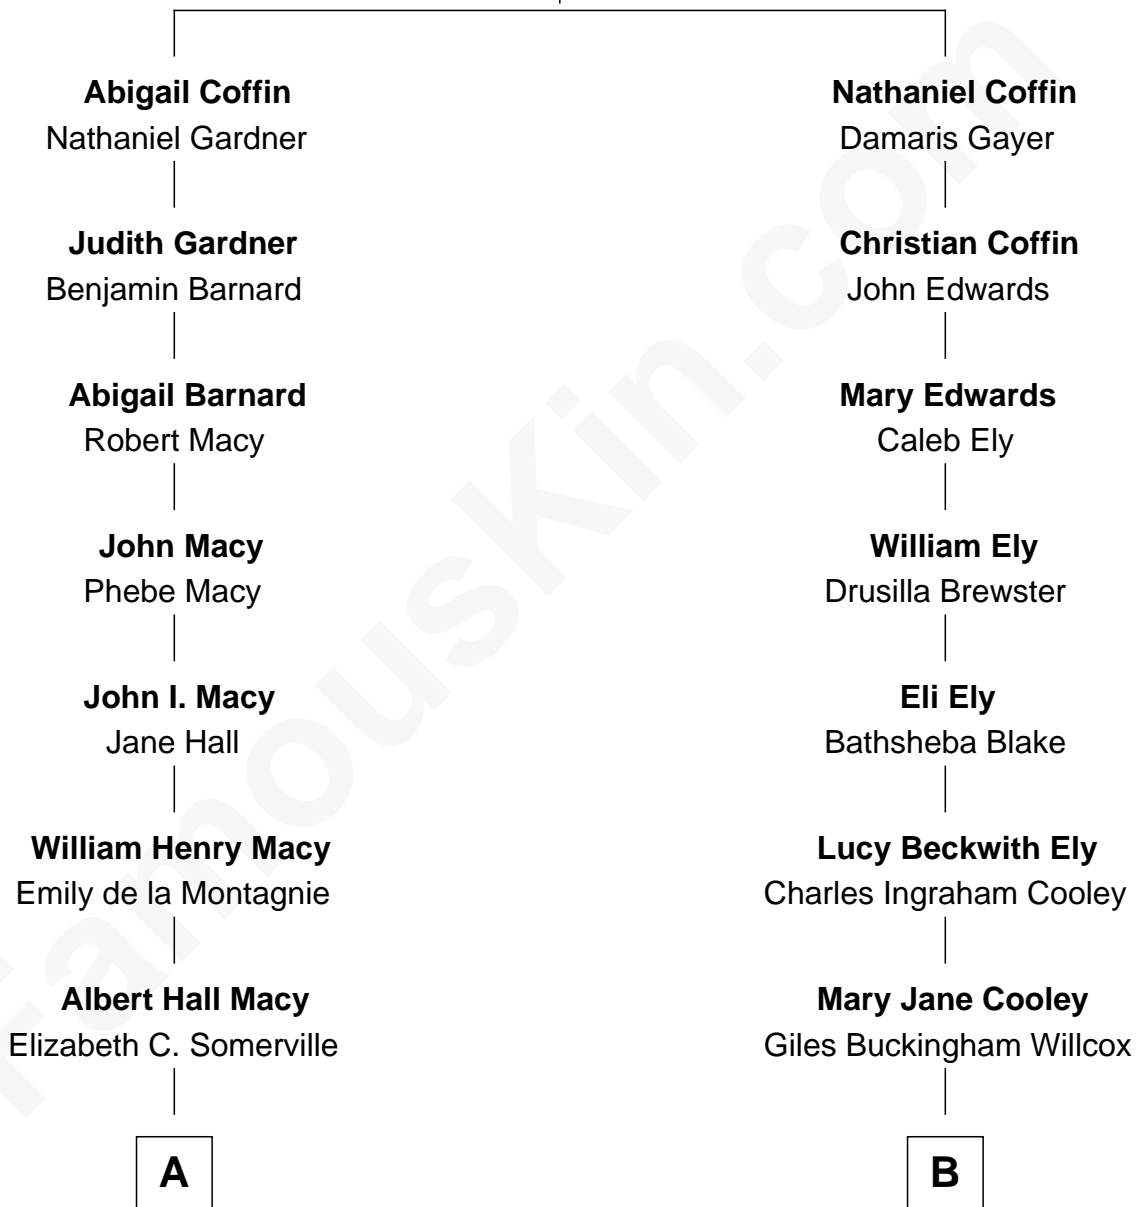 Abigail Coffin
Nathaniel Gardner
Judith Gardner
Benjamin Barnard
Abigail Barnard
Robert Macy
John Macy
Phebe Macy
John I. Macy
Jane Hall
William Henry Macy
Emily de la Montagnie
Albert Hall Macy
Elizabeth C. Somerville
A
Nathaniel Coffin
Damaris Gayer
Christian Coffin
John Edwards
Mary Edwards
Caleb Ely
William Ely
Drusilla Brewster
Eli Ely
Bathsheba Blake
Lucy Beckwith Ely
Charles Ingraham Cooley
Mary Jane Cooley
Giles Buckingham Willcox
B
FamousKin.com